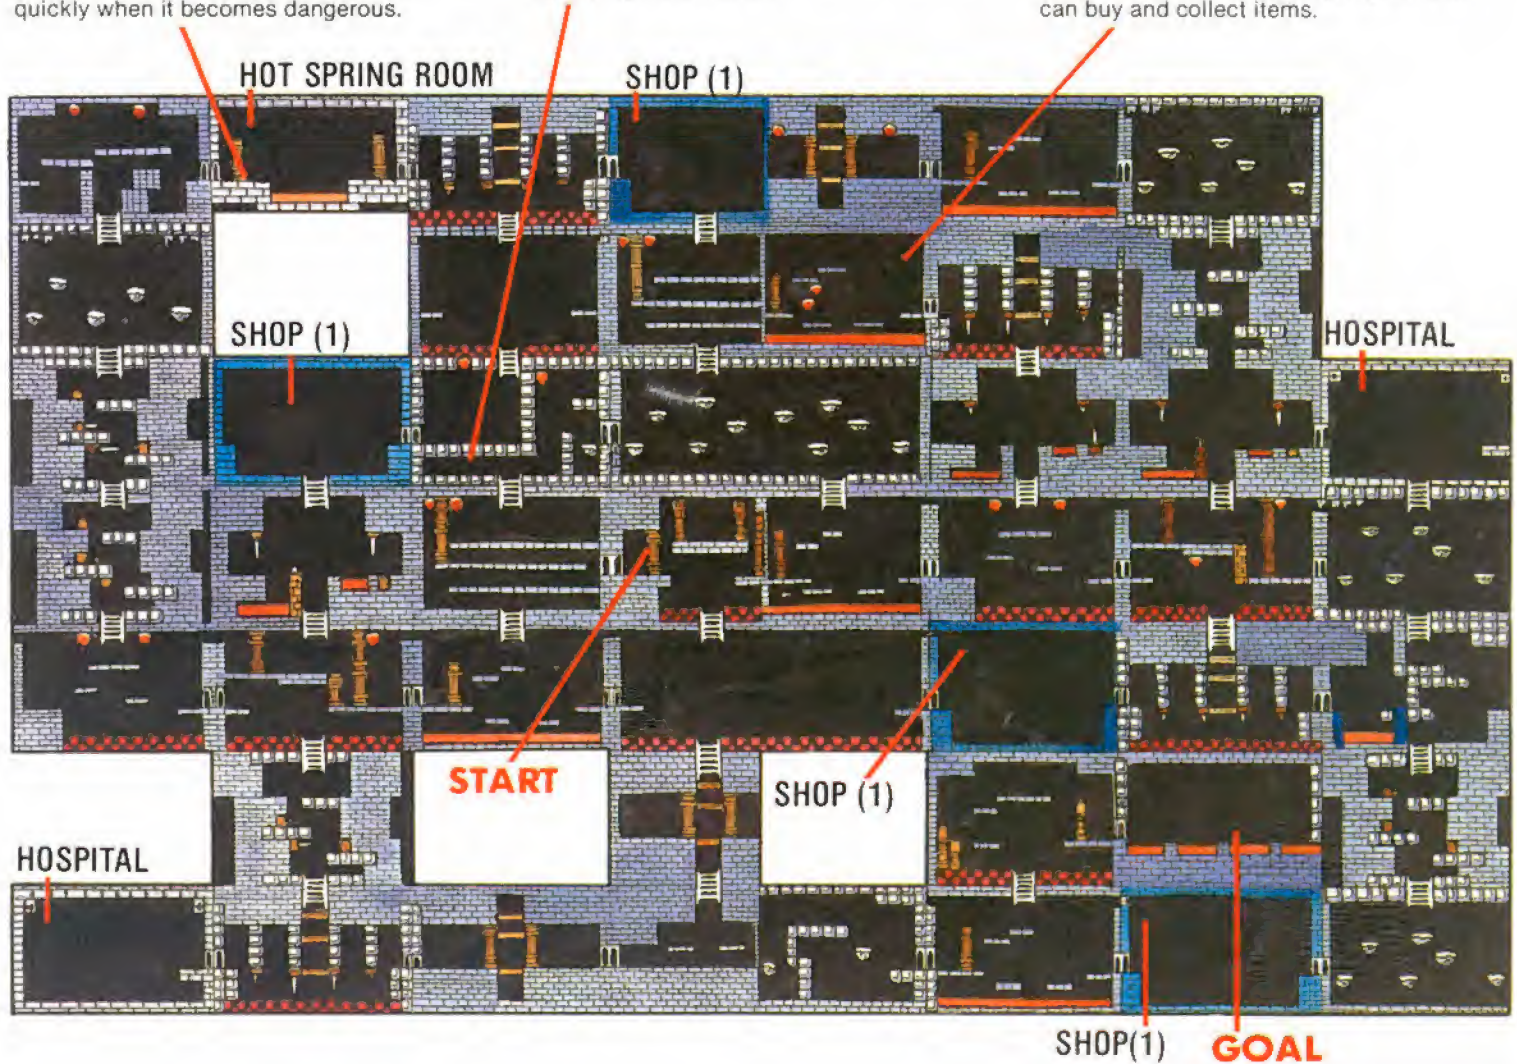 quickly when it becomes dangerous.
can buy and collect items.
HOT SPRING ROOM
SHOP (1)
SHOP (1)
HOSPITAL
START
SHOP (1)
HOSPITAL
SHOP(1)
GOAL